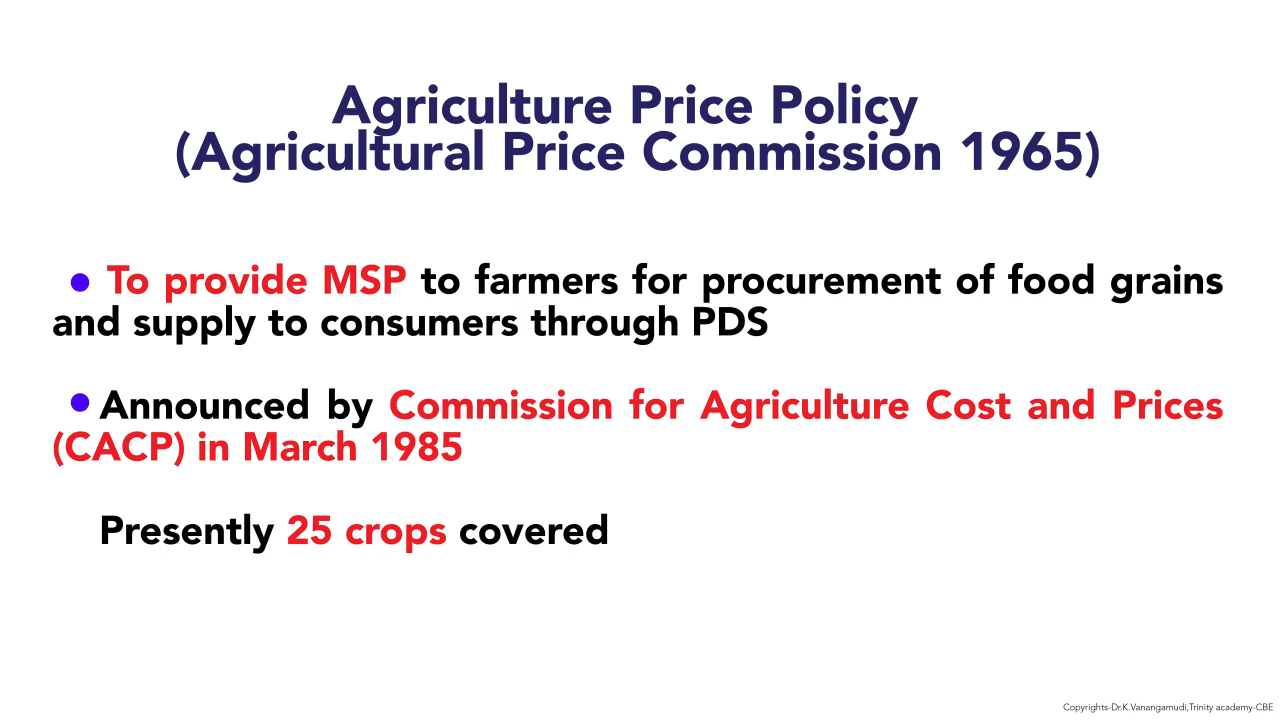 Agriculture Price Policy
(Agricultural Price Commission 1965)
● To provide MSP to farmers for procurement of food grains
and supply to consumers through PDS
● Announced by Commission for Agriculture Cost and Prices
(CACP) in March 1985
Presently 25 crops covered
Copyrights-Dr.K.Vanangamudi,Trinity academy-CBE